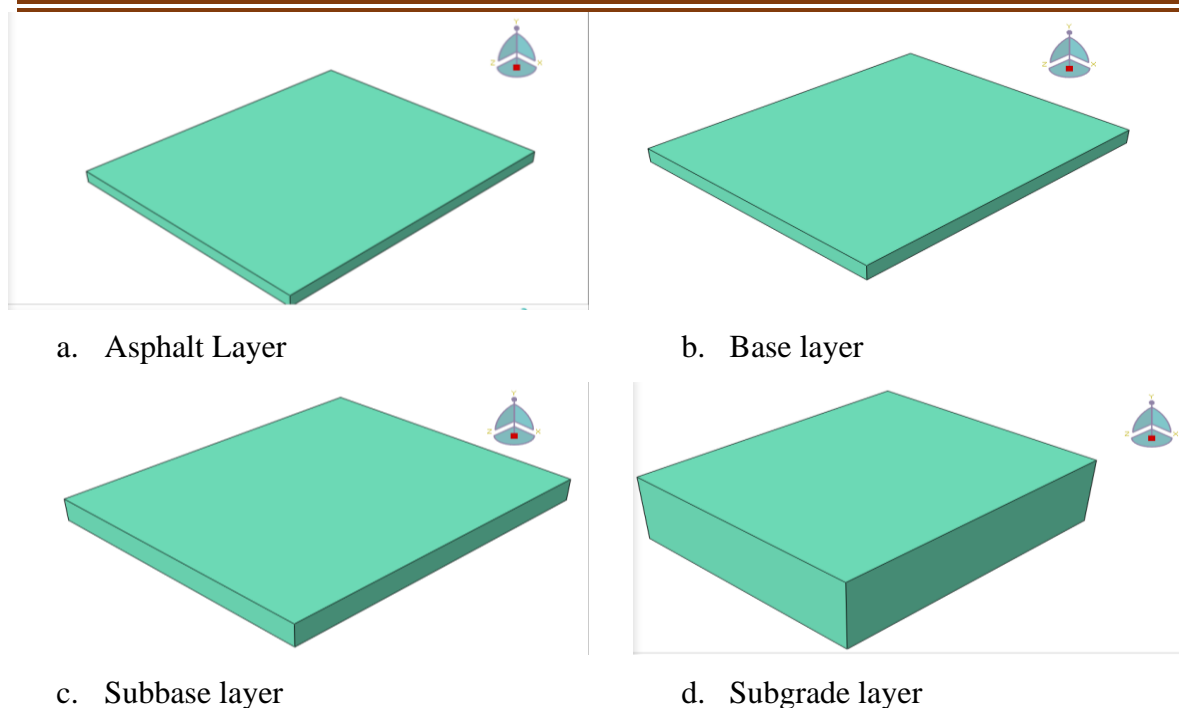 Y
Z
X
Y
Z
X
a. Asphalt Layer
b. Base layer
Y
Z
X
Y
Z
X
c. Subbase layer
d. Subgrade layer